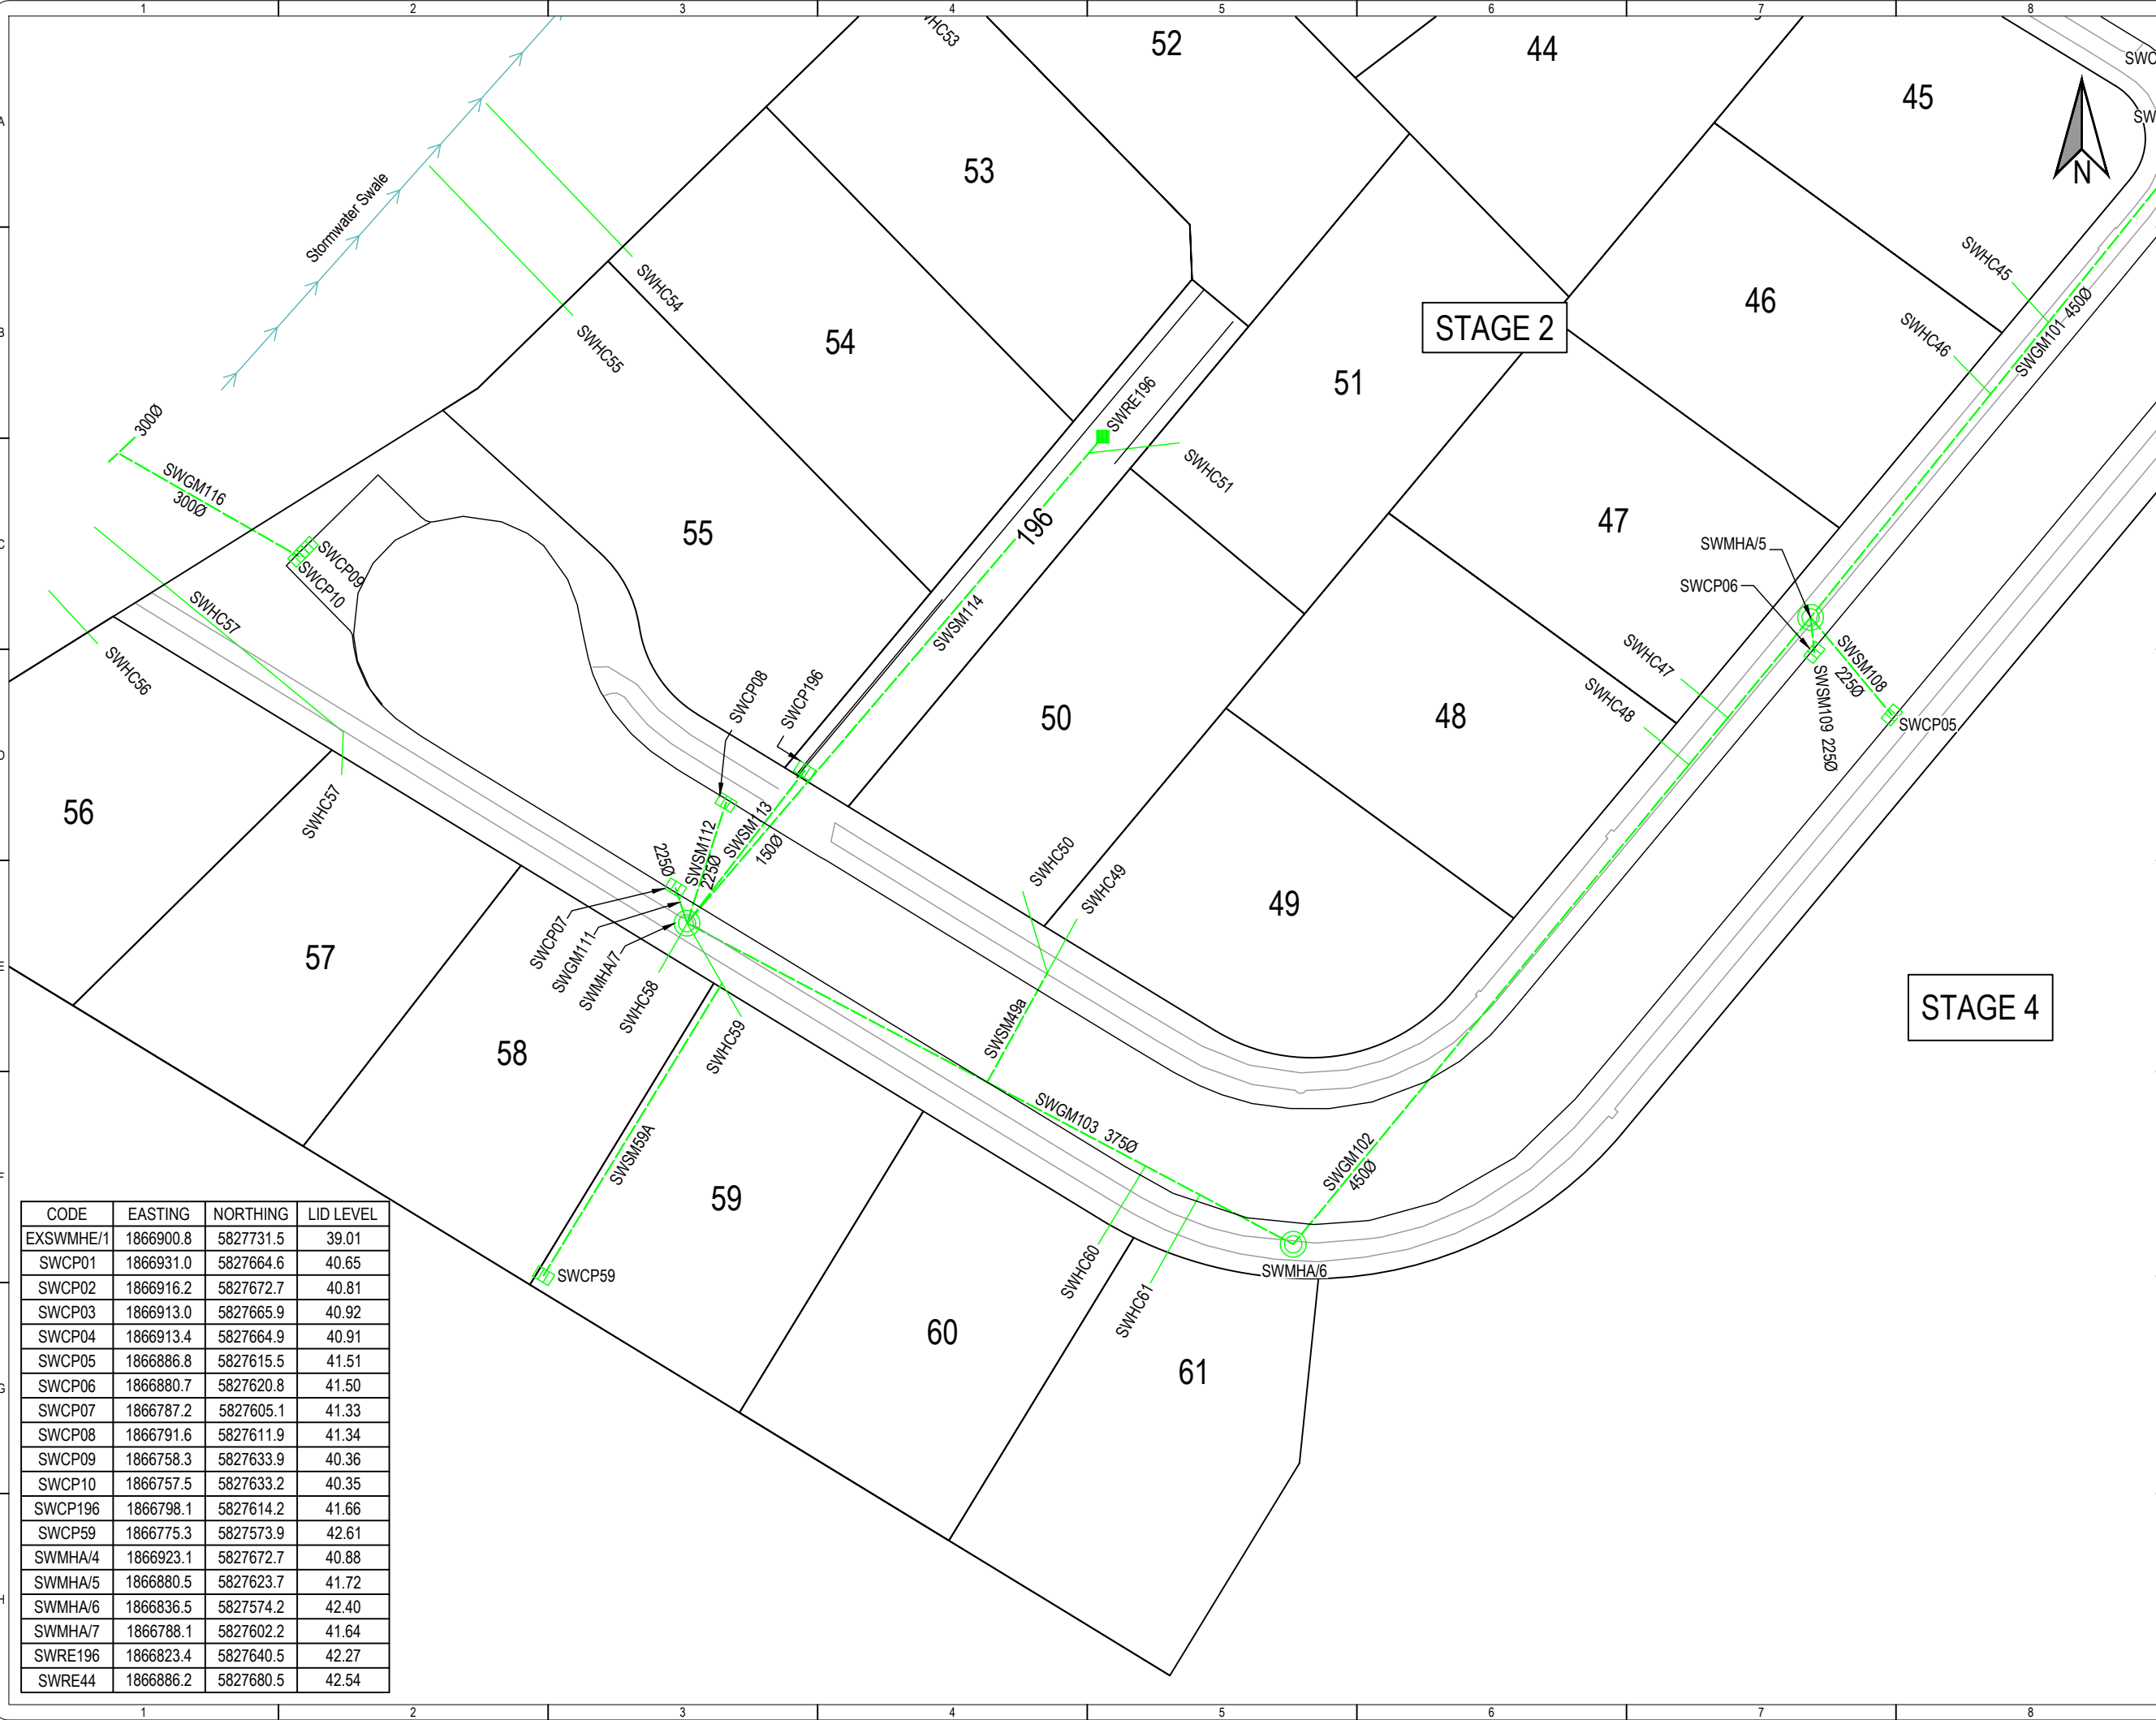 1 2 3 4 5 6 7 8
SWHC53
52
44
45
53
N
Stormwater Swale
SWHC54
SWHC55
54
STAGE 2
46
SWHC45
SWHC46
SWGM101 450Ø
51
SWRE196
SWHC51
300Ø
SWGM116
300Ø
SWCP09
SWCP10
55
196
47
SWMHA/5
SWCP06
SWHC57
SWHC56
SWSM114
SWHC47
SWHC48
SWSM108
225Ø
SWSM109 225Ø
SWCP05
SWCP08
SWCP196
50
48
56
SWHC57
SWSM112
225Ø
SWSM113
150Ø
225Ø
SWHC50
SWHC49
49
SWCP07
SWGM111
SWMHA/7
57
SWHC58
SWHC59
SWSM49a
STAGE 4
58
SWGM103 375Ø
SWSM59A
SWGM102
450Ø
59
SWHC60
SWHC61
SWMHA/6
SWCP59
60
61
CODE EASTING NORTHING LID LEVEL
EXSWMHE/1 1866900.8 5827731.5 39.01
SWCP01 1866931.0 5827664.6 40.65
SWCP02 1866916.2 5827672.7 40.81
SWCP03 1866913.0 5827665.9 40.92
SWCP04 1866913.4 5827664.9 40.91
SWCP05 1866886.8 5827615.5 41.51
SWCP06 1866880.7 5827620.8 41.50
SWCP07 1866787.2 5827605.1 41.33
SWCP08 1866791.6 5827611.9 41.34
SWCP09 1866758.3 5827633.9 40.36
SWCP10 1866757.5 5827633.2 40.35
SWCP196 1866798.1 5827614.2 41.66
SWCP59 1866775.3 5827573.9 42.61
SWMHA/4 1866923.1 5827672.7 40.88
SWMHA/5 1866880.5 5827623.7 41.72
SWMHA/6 1866836.5 5827574.2 42.40
SWMHA/7 1866788.1 5827602.2 41.64
SWRE196 1866823.4 5827640.5 42.27
SWRE44 1866886.2 5827680.5 42.54
1 2 3 4 5 6 7 8